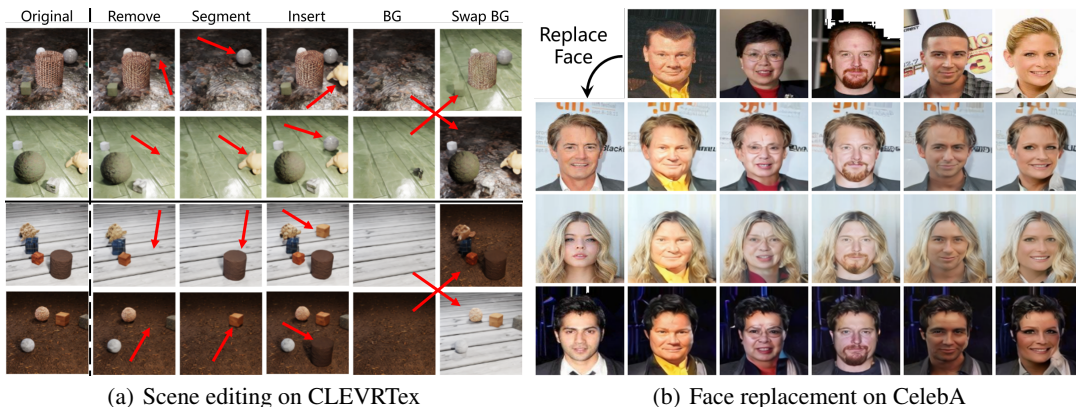 Original Remove Segment Insert BG Swap BG
Replace
Face
(a) Scene editing on CLEVRTex
(b) Face replacement on CelebA